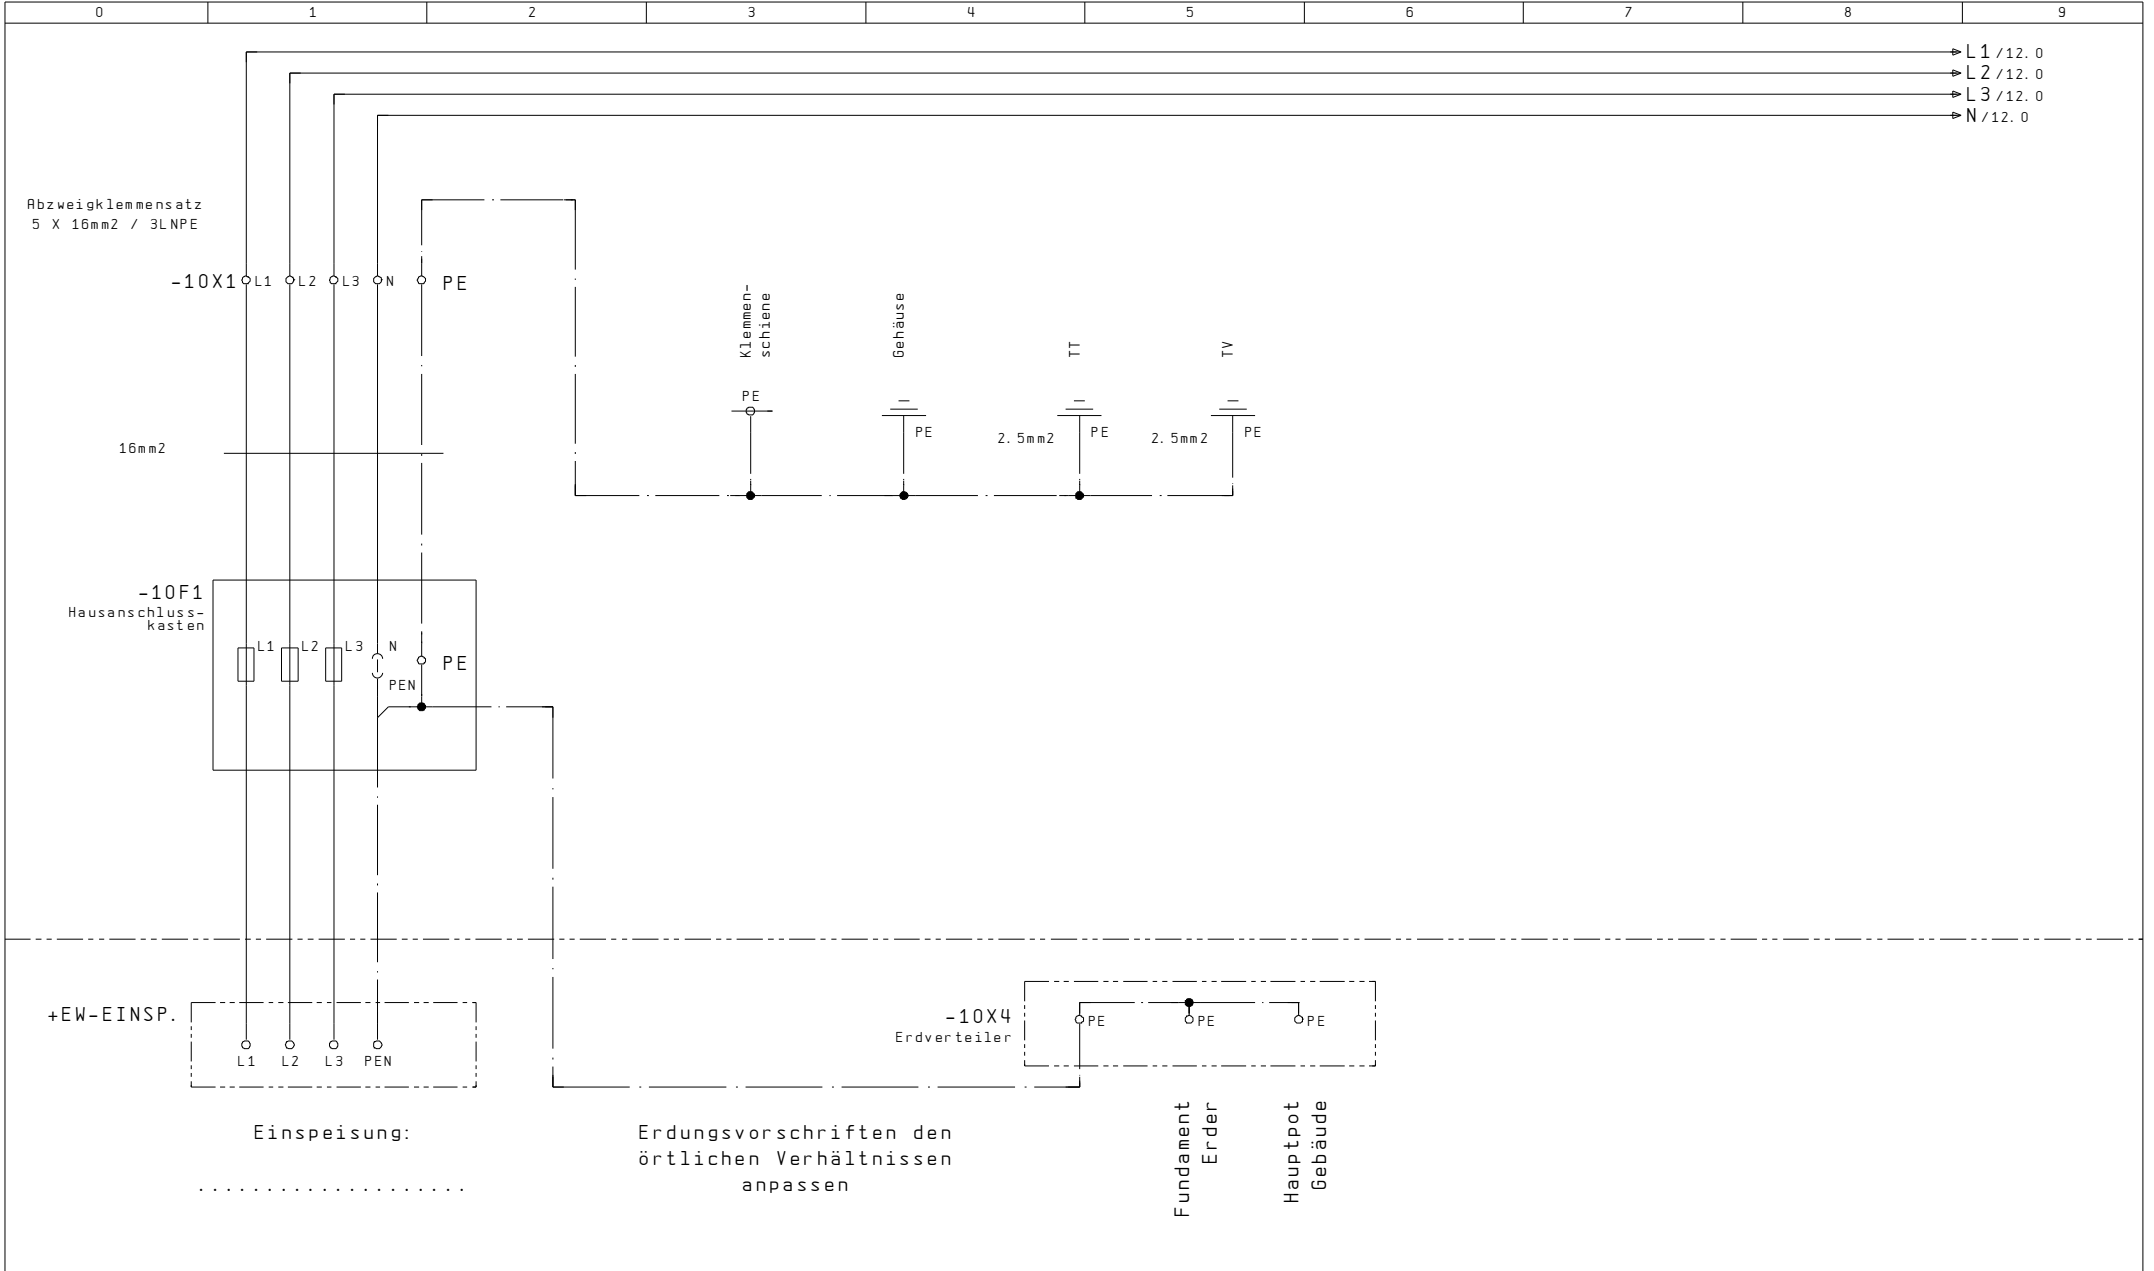 0 1 2 3 4 5 6 7 8 9
L1 /12.0
L2 /12.0
L3 /12.0
N /12.0
Abzweigklemmensatz
5 X 16mm2 / 3LNPE
-10X1 L1 L2 L3 N PE
Klemmen-
schiene
Gehäuse
TT
TV
PE
PE
2.5mm2 PE
2.5mm2 PE
16mm2
-10F1
Hausanschluss-
kasten
L1 L2 L3 N PE
PEN
+EW-EINSP.
L1 L2 L3 PEN
-10X4
Erdverteiler
PE PE PE
Einspeisung:
....................
Erdungsvorschriften den
örtlichen Verhältnissen
anpassen
Fundament
Erder
Hauptpot
Gebäude